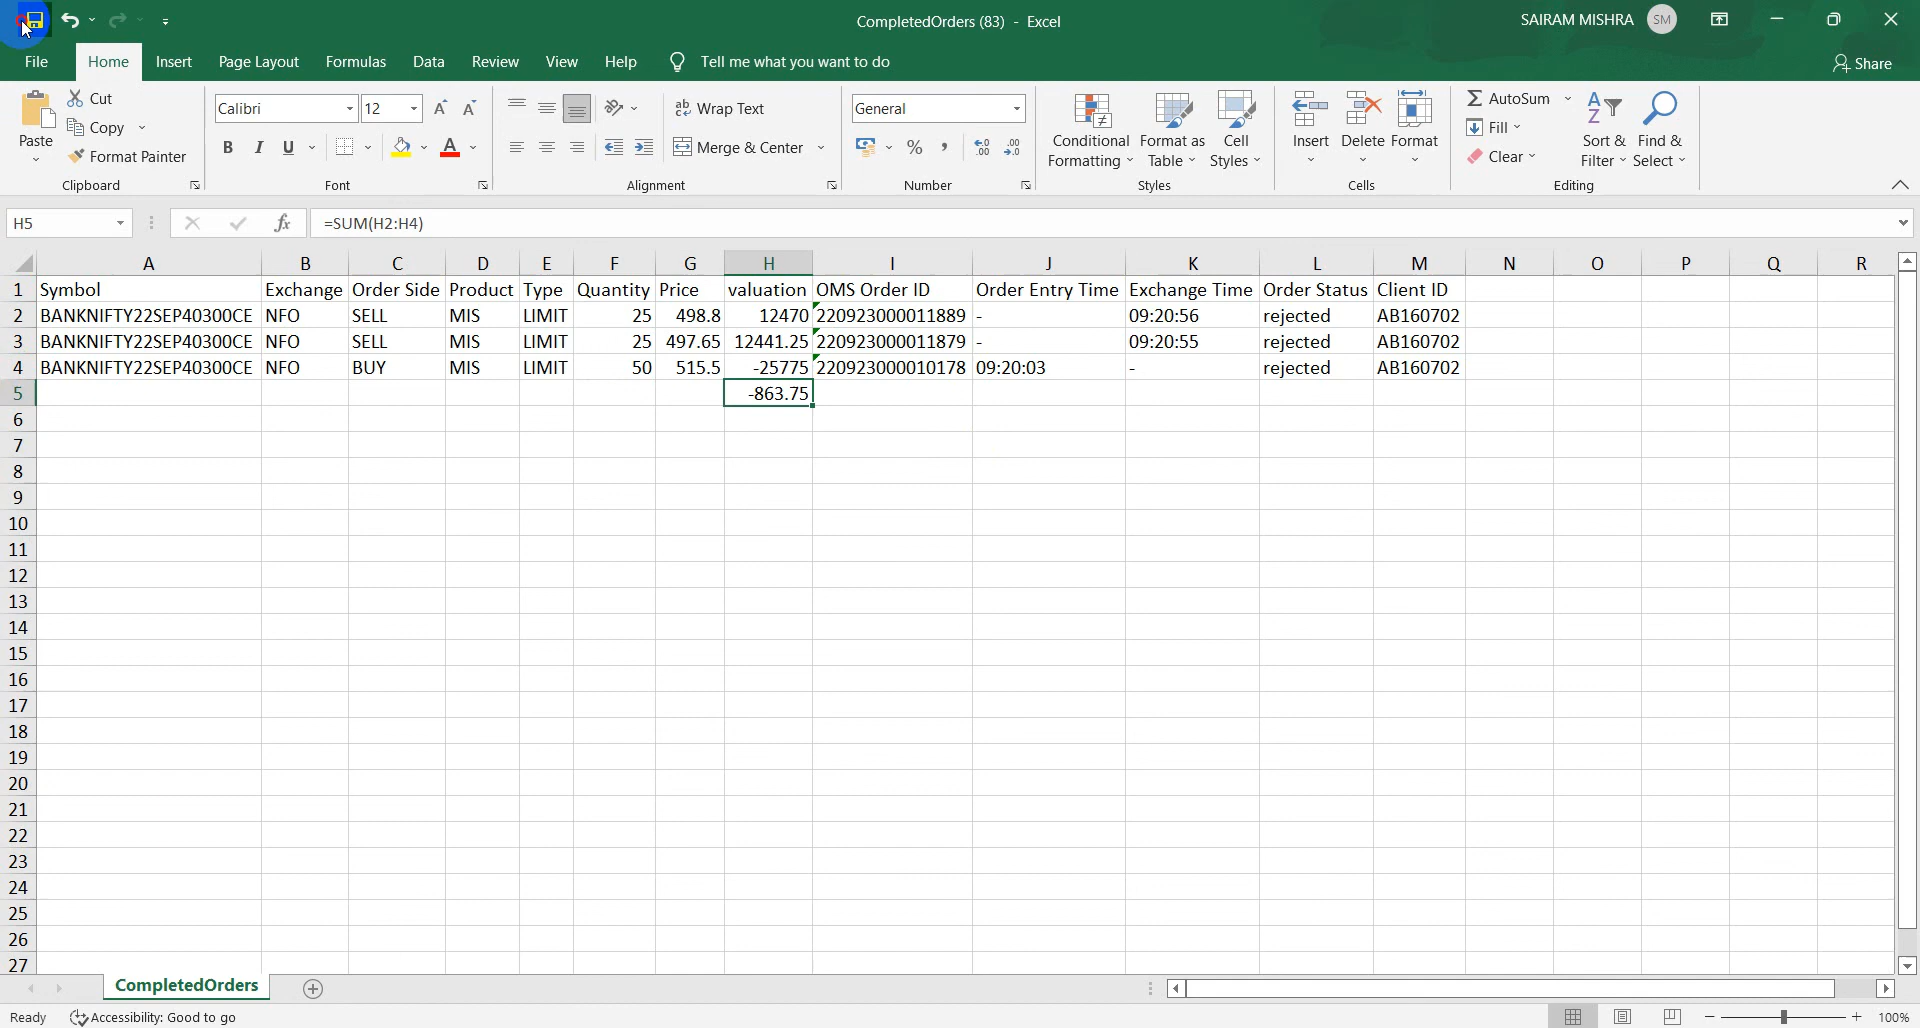 CompletedOrders (83) - Excel
SAIRAM MISHRA SM
File Home Insert Page Layout Formulas Data Review View Help Tell me what you want to do Share
Paste
Cut
Copy
Format Painter
Clipboard
Calibri 12
A A
B I U A
Font
ab Wrap Text
Merge & Center
Alignment
General
% , .00
Number
Conditional Formatting
Format as Table
Cell Styles
Styles
Insert Delete Format
Cells
AutoSum
Fill
Clear
Sort & Filter
Find & Select
Editing
H5 fx =SUM(H2:H4)
A B C D E F G H I J K L M N O P Q R
1 Symbol Exchange Order Side Product Type Quantity Price valuation OMS Order ID Order Entry Time Exchange Time Order Status Client ID
2 BANKNIFTY22SEP40300CE NFO SELL MIS LIMIT 25 498.8 12470 220923000011889 - 09:20:56 rejected AB160702
3 BANKNIFTY22SEP40300CE NFO SELL MIS LIMIT 25 497.65 12441.25 220923000011879 - 09:20:55 rejected AB160702
4 BANKNIFTY22SEP40300CE NFO BUY MIS LIMIT 50 515.5 -25775 220923000010178 09:20:03 - rejected AB160702
5 -863.75
6
7
8
9
10
11
12
13
14
15
16
17
18
19
20
21
22
23
24
25
26
27
CompletedOrders
Ready Accessibility: Good to go 100%